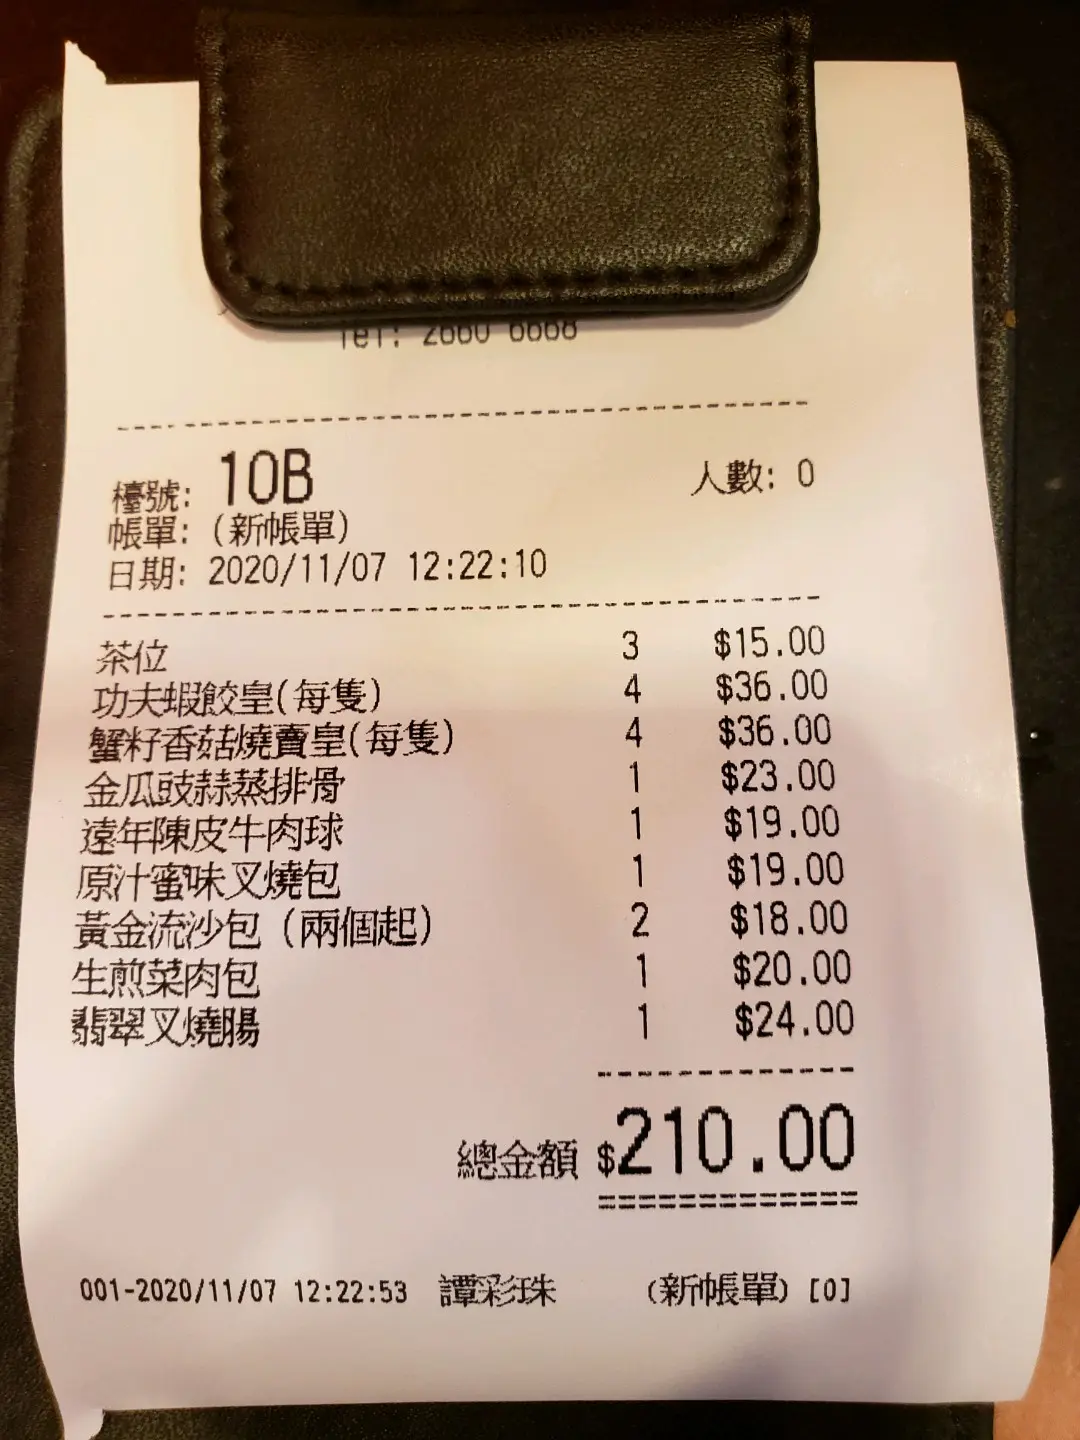 Tel: 2660 6668
檯號: 10B 人數: 0
帳單: (新帳單)
日期: 2020/11/07 12:22:10
茶位 3 $15.00
功夫蝦餃皇(每隻) 4 $36.00
蟹籽香菇燒賣皇(每隻) 4 $36.00
金瓜豉蒜蒸排骨 1 $23.00
遠年陳皮牛肉球 1 $19.00
原汁蜜味叉燒包 1 $19.00
黃金流沙包 (兩個起) 2 $18.00
生煎菜肉包 1 $20.00
翡翠叉燒腸 1 $24.00
總金額 $210.00
001-2020/11/07 12:22:53 譚彩珠 (新帳單) [0]